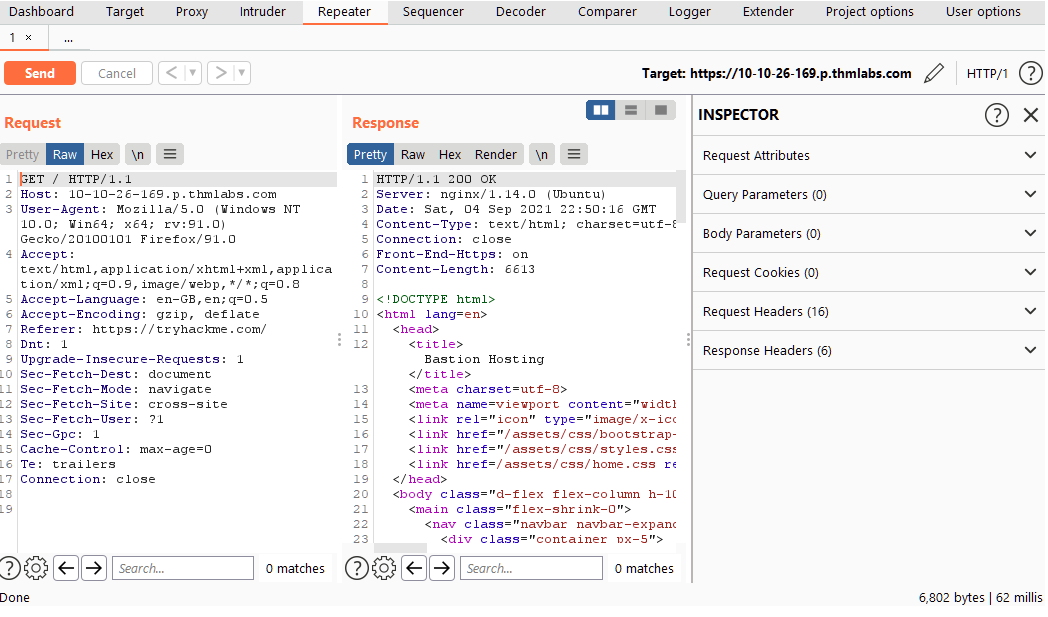 Dashboard Target Proxy Intruder Repeater Sequencer Decoder Comparer Logger Extender Project options User options
1 × ...
Send Cancel < ▼ > ▼ Target: https://10-10-26-169.p.thmlabs.com HTTP/1 ?
Request
Pretty Raw Hex \n ≡
1 GET / HTTP/1.1
2 Host: 10-10-26-169.p.thmlabs.com
3 User-Agent: Mozilla/5.0 (Windows NT
10.0; Win64; x64; rv:91.0)
Gecko/20100101 Firefox/91.0
4 Accept:
text/html,application/xhtml+xml,applica
tion/xml;q=0.9,image/webp,*/*;q=0.8
5 Accept-Language: en-GB,en;q=0.5
6 Accept-Encoding: gzip, deflate
7 Referer: https://tryhackme.com/
8 Dnt: 1
9 Upgrade-Insecure-Requests: 1
10 Sec-Fetch-Dest: document
11 Sec-Fetch-Mode: navigate
12 Sec-Fetch-Site: cross-site
13 Sec-Fetch-User: ?1
14 Sec-Gpc: 1
15 Cache-Control: max-age=0
16 Te: trailers
17 Connection: close
18
19
? Search... 0 matches
Response
Pretty Raw Hex Render \n ≡
1 HTTP/1.1 200 OK
2 Server: nginx/1.14.0 (Ubuntu)
3 Date: Sat, 04 Sep 2021 22:50:16 GMT
4 Content-Type: text/html; charset=utf-8
5 Connection: close
6 Front-End-Https: on
7 Content-Length: 6613
8
9 <!DOCTYPE html>
10 <html lang=en>
11 <head>
12 <title>
Bastion Hosting
</title>
13 <meta charset=utf-8>
14 <meta name=viewport content="width
15 <link rel="icon" type="image/x-ico
16 <link href="/assets/css/bootstrap-
17 <link href="/assets/css/styles.css
18 <link href=/assets/css/home.css re
19 </head>
20 <body class="d-flex flex-column h-10
21 <main class="flex-shrink-0">
22 <nav class="navbar navbar-expand
23 <div class="container px-5">
? Search... 0 matches
INSPECTOR ?
Request Attributes
Query Parameters (0)
Body Parameters (0)
Request Cookies (0)
Request Headers (16)
Response Headers (6)
Done 6,802 bytes | 62 millis